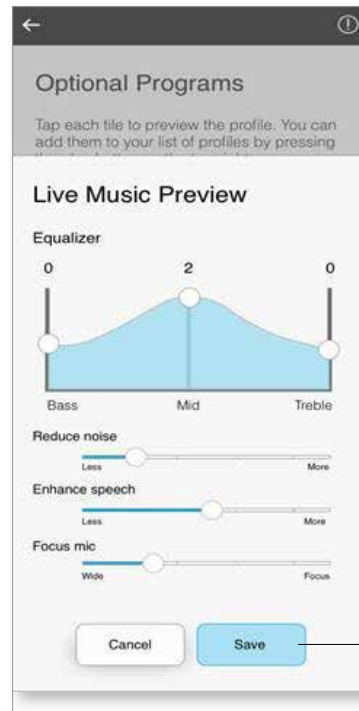 Optional Programs
Tap each tile to preview the profile. You can
add them to your list of profiles by pressing
Live Music Preview
Equalizer
0 2 0
Bass Mid Treble
Reduce noise
Less More
Enhance speech
Less More
Focus mic
Wide Focus
Cancel Save